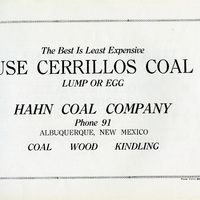 The Best Is Least Expensive
USE CERRILLOS COAL
LUMP OR EGG
HAHN COAL COMPANY
Phone 91
ALBUQUERQUE, NEW MEXICO
COAL WOOD KINDLING